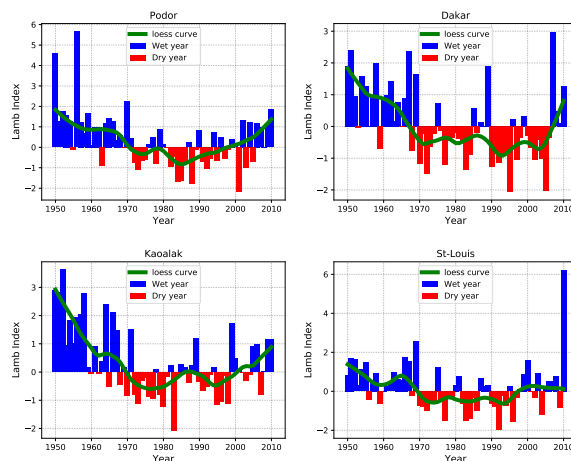 Podor
6
5
4
3
2
1
0
−1
−2
Lamb Index
loess curve
Wet year
Dry year
1950 1960 1970 1980 1990 2000 2010
Year
Dakar
3
2
1
0
−1
−2
Lamb Index
loess curve
Wet year
Dry year
1950 1960 1970 1980 1990 2000 2010
Year
Kaoalak
3
2
1
0
−1
−2
Lamb Index
loess curve
Wet year
Dry year
1950 1960 1970 1980 1990 2000 2010
Year
St-Louis
6
4
2
0
−2
Lamb Index
loess curve
Wet year
Dry year
1950 1960 1970 1980 1990 2000 2010
Year